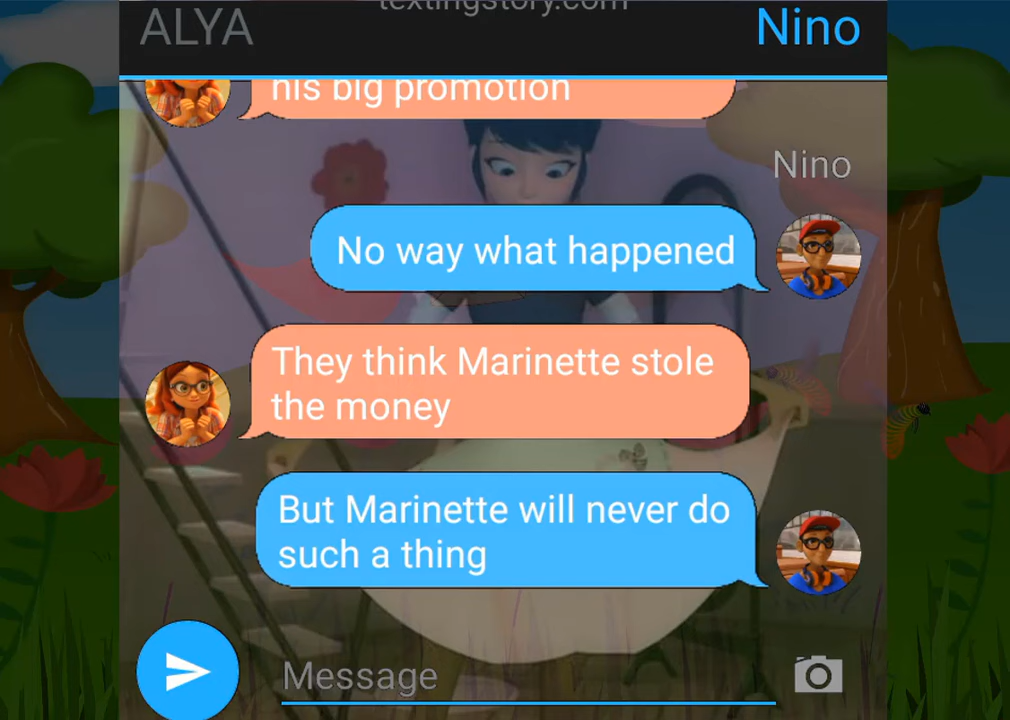 textingstory.com
ALYA
Nino
his big promotion
Nino
No way what happened
They think Marinette stole
the money
But Marinette will never do
such a thing
Message